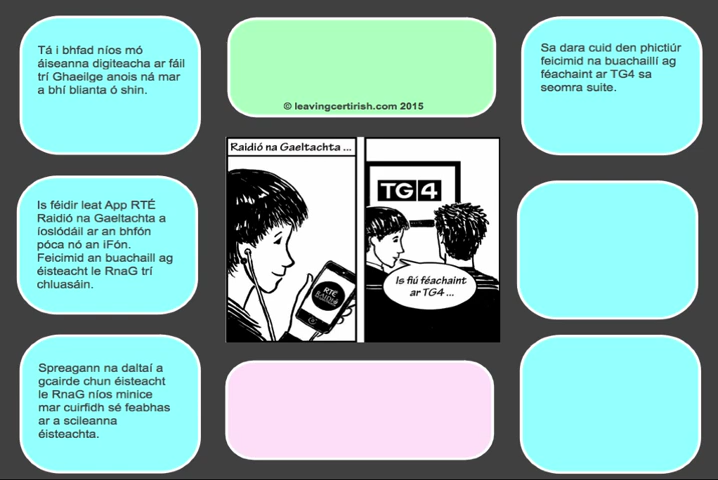 Tá i bhfad níos mó
áiseanna digiteacha ar fáil
trí Ghaeilge anois ná mar
a bhí blianta ó shin.
Is féidir leat App RTÉ
Raidió na Gaeltachta a
íoslódáil ar an bhfón
póca nó an iFón.
Feicimid an buachaill ag
éisteacht le RnaG trí
chluasáin.
Spreagann na daltaí a
gcairde chun éisteacht
le RnaG níos minice
mar cuirfidh sé feabhas
ar a scileanna
éisteachta.
© leavingcertirish.com 2015
Raidió na Gaeltachta ...
RTÉ
RAIDIÓ
TG4
Is fiú féachaint
ar TG4 ...
Sa dara cuid den phictiúr
feicimid na buachaillí ag
féachaint ar TG4 sa
seomra suite.